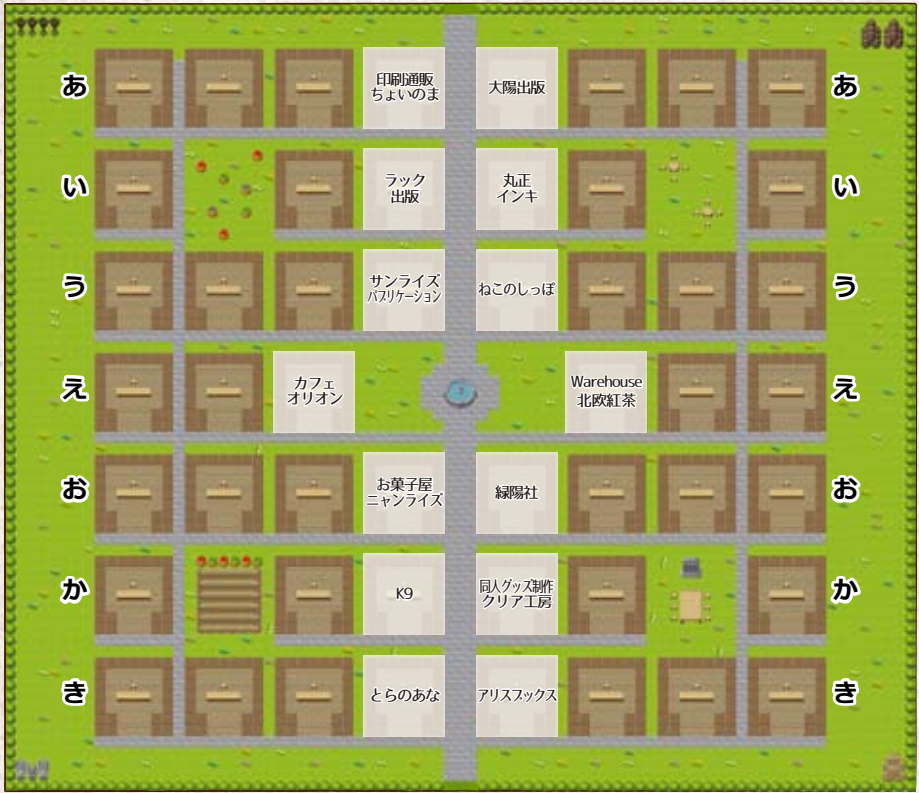 あ
印刷通販
ちょいのま
大陽出版
あ
い
ラック
出版
丸正
インキ
い
う
サンライズ
パブリケーション
ねこのしっぽ
う
え
カフェ
オリオン
Warehouse
北欧紅茶
え
お
お菓子屋
ニャンライズ
緑陽社
お
か
K9
同人グッズ制作
クリア工房
か
き
とらのあな
アリスブックス
き